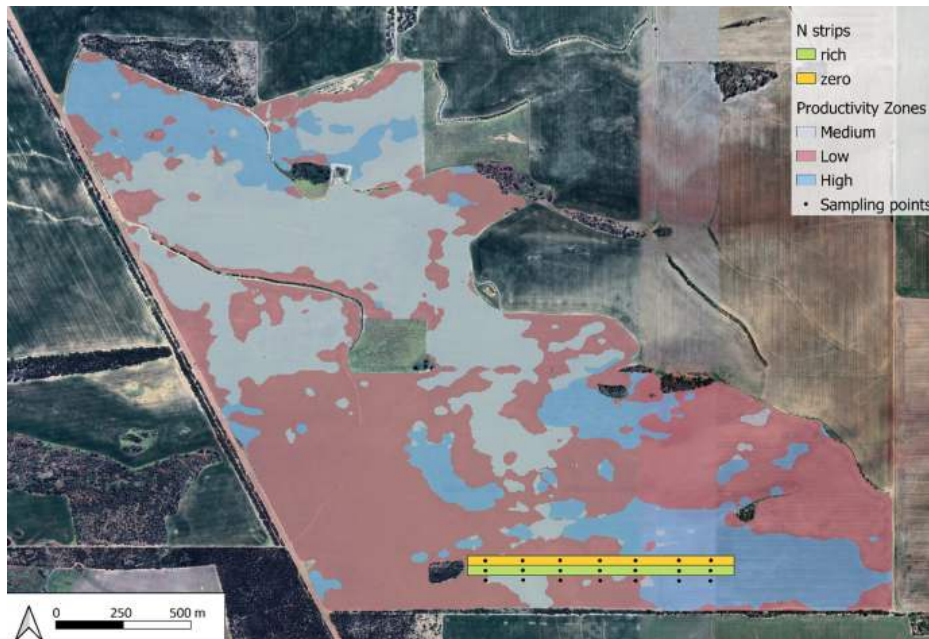 N strips
rich
zero
Productivity Zones
Medium
Low
High
Sampling points
0 250 500 m